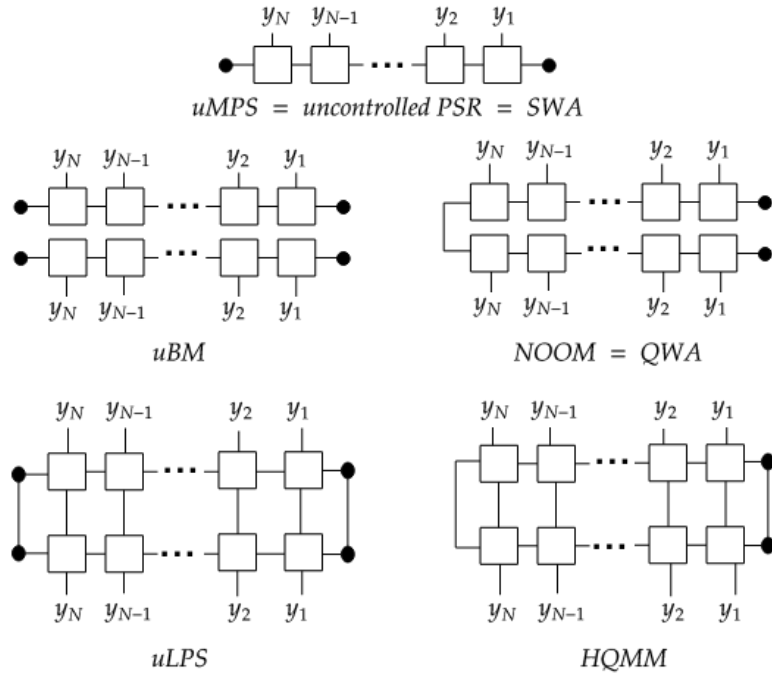 y_N y_{N−1} y_2 y_1
uMPS = uncontrolled PSR = SWA
y_N y_{N−1} y_2 y_1
y_N y_{N−1} y_2 y_1
uBM
y_N y_{N−1} y_2 y_1
y_N y_{N−1} y_2 y_1
NOOM = QWA
y_N y_{N−1} y_2 y_1
y_N y_{N−1} y_2 y_1
uLPS
y_N y_{N−1} y_2 y_1
y_N y_{N−1} y_2 y_1
HQMM